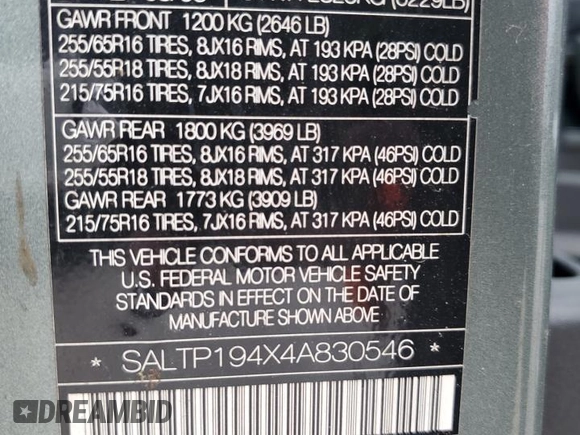 GAWR FRONT 1200 KG (2646 LB)
255/65R16 TIRES, 8JX16 RIMS, AT 193 KPA (28PSI) COLD
255/55R18 TIRES, 8JX18 RIMS, AT 193 KPA (28PSI) COLD
215/75R16 TIRES, 7JX16 RIMS, AT 193 KPA (28PSI) COLD
GAWR REAR 1800 KG (3969 LB)
255/65R16 TIRES, 8JX16 RIMS, AT 317 KPA (46PSI) COLD
255/55R18 TIRES, 8JX18 RIMS, AT 317 KPA (46PSI) COLD
GAWR REAR 1773 KG (3909 LB)
215/75R16 TIRES, 7JX16 RIMS, AT 317 KPA (46PSI) COLD
THIS VEHICLE CONFORMS TO ALL APPLICABLE
U.S. FEDERAL MOTOR VEHICLE SAFETY
STANDARDS IN EFFECT ON THE DATE OF
MANUFACTURE SHOWN ABOVE
* SALTP194X4A830546 *
DREAMBID